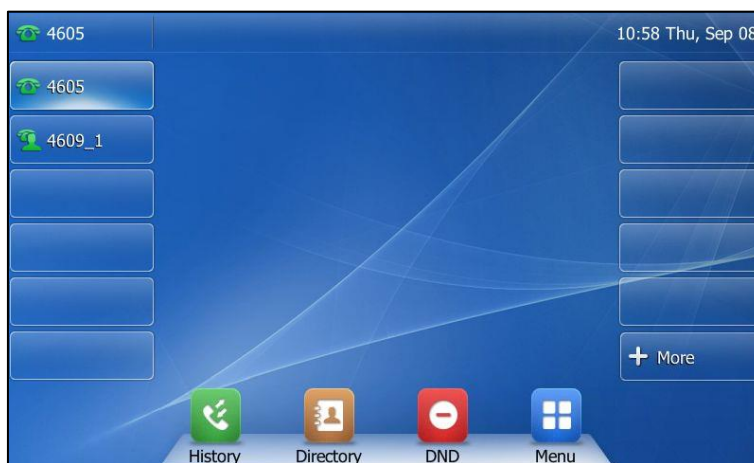 4605
10:58 Thu, Sep 08
4605
4609_1
More
History
Directory
DND
Menu